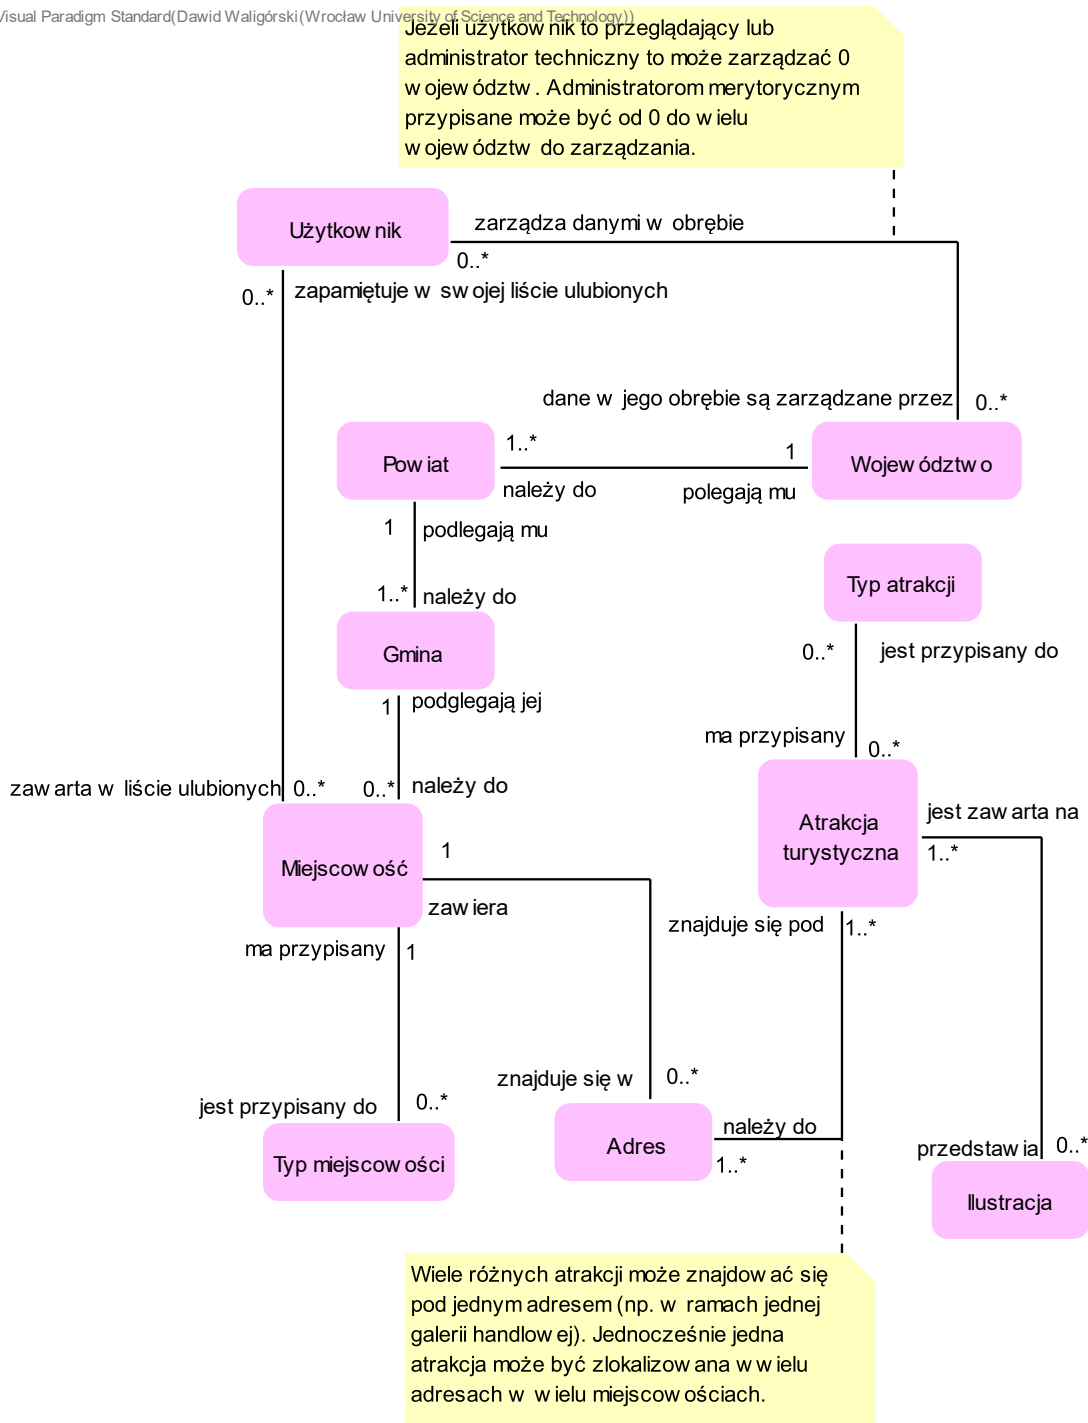 Visual Paradigm Standard(Dawid Waligórski(Wrocław University of Science and Technology))
Jeżeli użytkownik to przeglądający lub
administrator techniczny to może zarządzać 0
województw. Administratorom merytorycznym
przypisane może być od 0 do wielu
województw do zarządzania.
Użytkownik
zarządza danymi w obrębie
0..*
0..*
zapamiętuje w swojej liście ulubionych
dane w jego obrębie są zarządzane przez
0..*
Powiat
1..*
1
Województwo
należy do
polegają mu
1
podlegają mu
Typ atrakcji
1..*
należy do
Gmina
0..*
jest przypisany do
1
podglegają jej
ma przypisany
0..*
zawarta w liście ulubionych
0..*
0..*
należy do
Atrakcja
turystyczna
jest zawarta na
1..*
Miejscowość
1
zawiera
znajduje się pod
1..*
ma przypisany
1
znajduje się w
0..*
jest przypisany do
0..*
Adres
należy do
1..*
przedstawia
0..*
Typ miejscowości
Ilustracja
Wiele różnych atrakcji może znajdować się
pod jednym adresem (np. w ramach jednej
galerii handlowej). Jednocześnie jedna
atrakcja może być zlokalizowana w wielu
adresach w wielu miejscowościach.